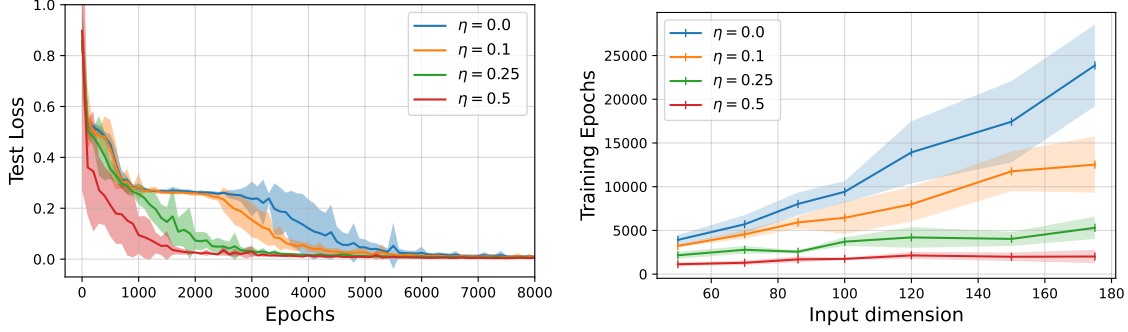 1.0
0.8
0.6
0.4
0.2
0.0
Test Loss
η = 0.0
η = 0.1
η = 0.25
η = 0.5
0 1000 2000 3000 4000 5000 6000 7000 8000
Epochs
25000
20000
15000
10000
5000
0
Training Epochs
η = 0.0
η = 0.1
η = 0.25
η = 0.5
60 80 100 120 140 160 180
Input dimension